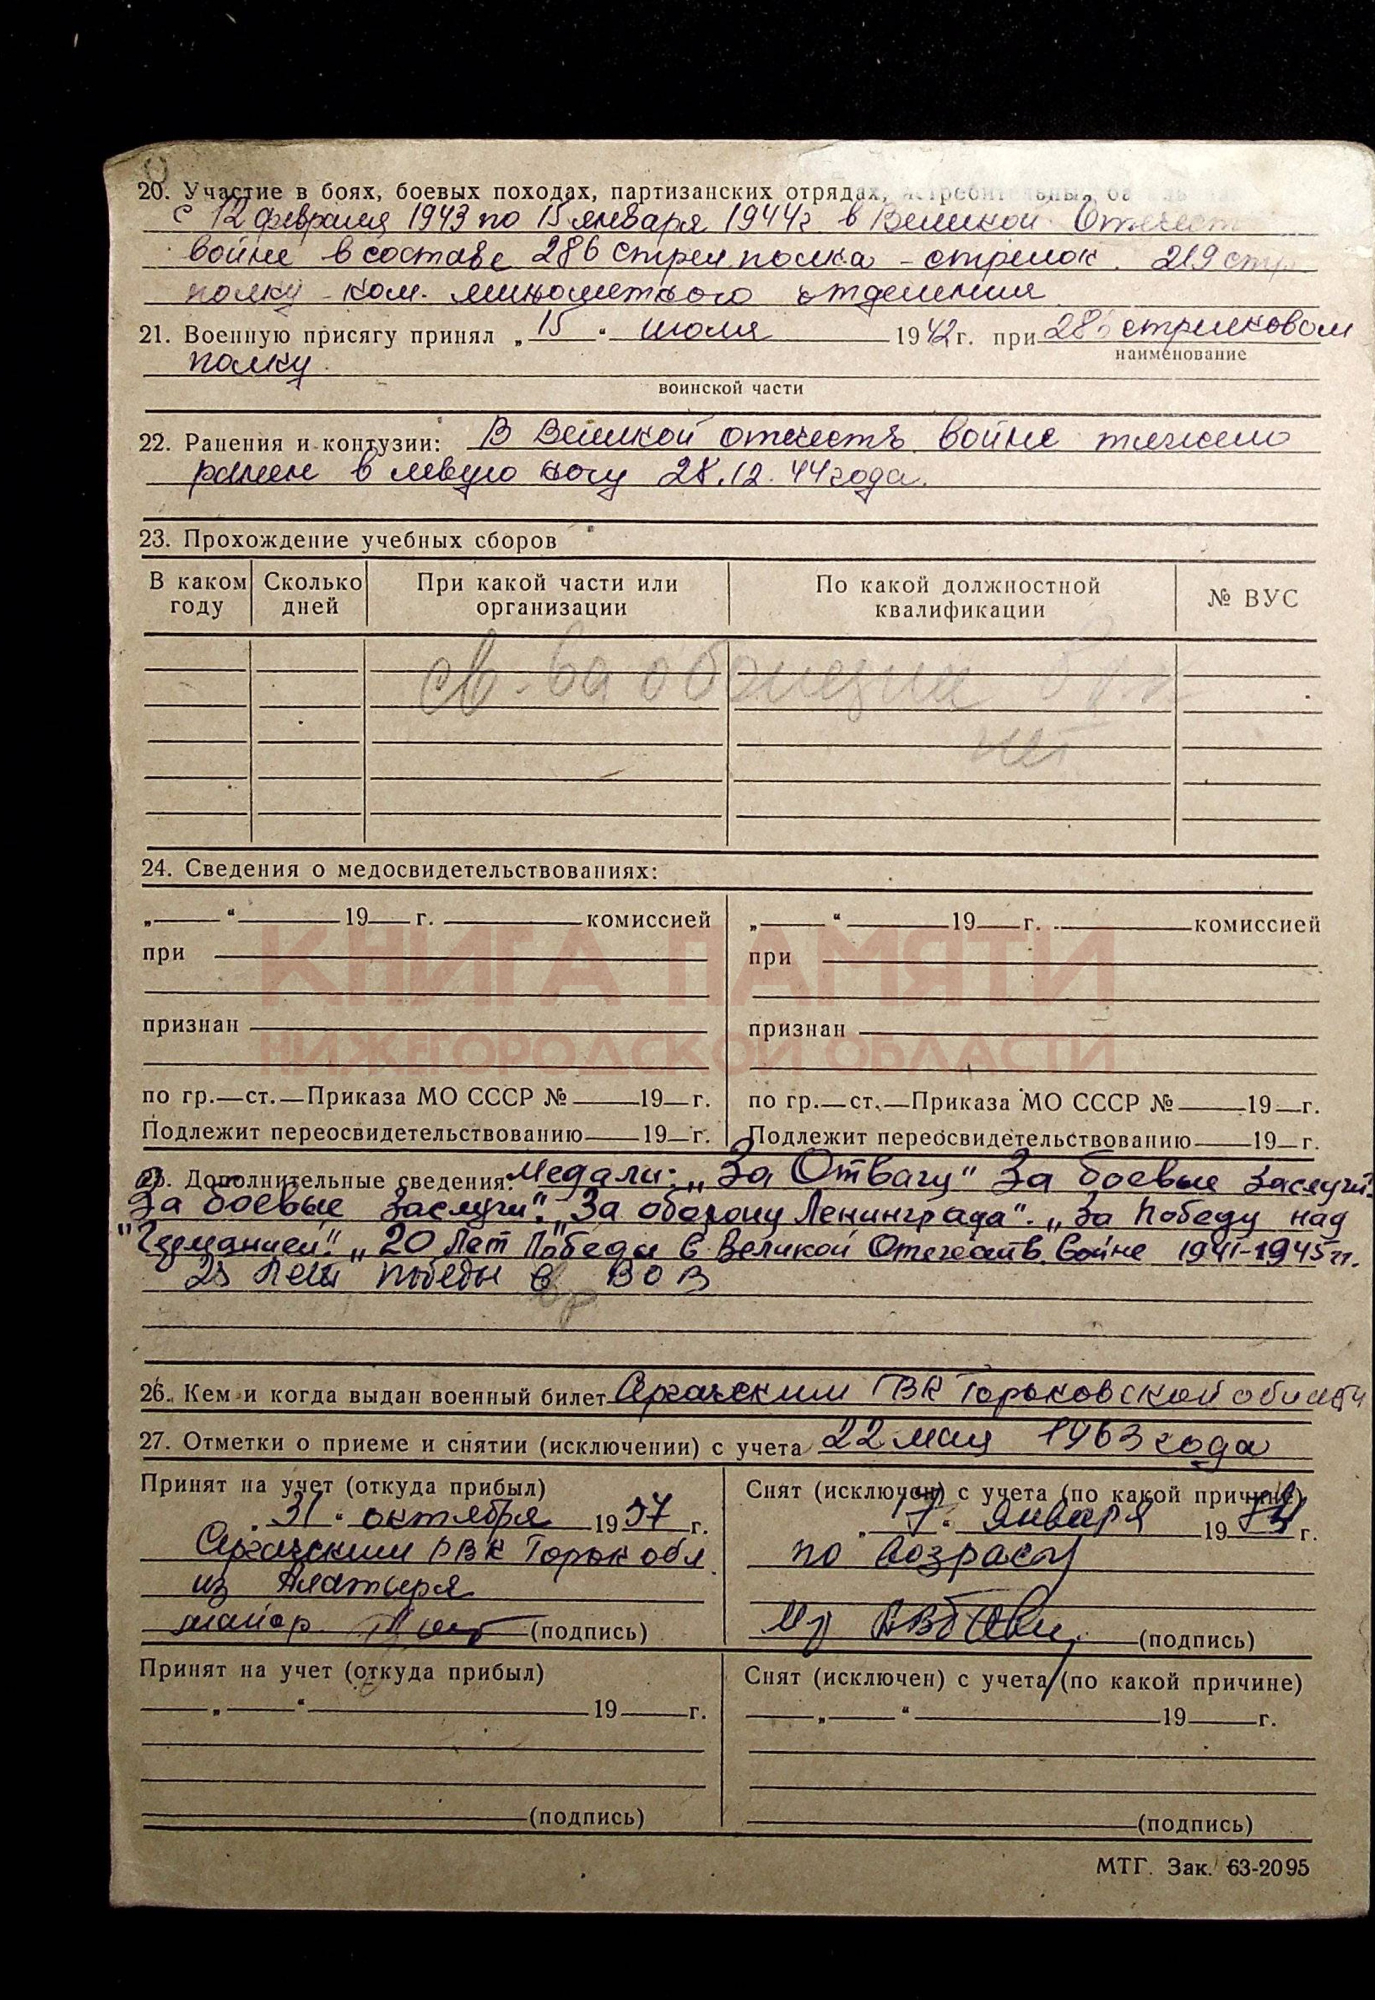 20. Участие в боях, боевых походах, партизанских отрядах,
с 12 февраля 1943 по 15 января 1944г в Великой Отечест
войне в составе 286 стрел. полка - стрелок. 219 стр.
полку - ком. минометного отделения
21. Военную присягу принял „15“ июля 1942г. при 286 стрелковом
наименование
полку.
воинской части
22. Ранения и контузии: В Великой отечеств. войне тяжело
ранен в левую ногу 28.12.44 года.
23. Прохождение учебных сборов
В каком году Сколько дней При какой части или организации По какой должностной квалификации № ВУС
св-ва о
нет
24. Сведения о медосвидетельствованиях:
„ “ 19 г. комиссией „ “ 19 г. комиссией
при при
КНИГА ПАМЯТИ
признан признан
НИЖЕГОРОДСКОЙ ОБЛАСТИ
по гр. ст. Приказа МО СССР № 19 г. по гр. ст. Приказа МО СССР № 19 г.
Подлежит переосвидетельствованию 19 г. Подлежит переосвидетельствованию 19 г.
25. Дополнительные сведения: Медали: „За Отвагу" За боевые заслуги"
За боевые заслуги". „За оборону Ленинграда". „За Победу над
"Германией". „20 Лет Победы в Великой Отечеств. войне 1941-1945 гг.
25 Лет победы в ВОВ
26. Кем и когда выдан военный билет Сергачским ГВК Горьковской области
27. Отметки о приеме и снятии (исключении) с учета 22 мая 1963 года
Принят на учет (откуда прибыл) Снят (исключен) с учета (по какой причине)
„31“ октября 1957 г. „17“ января 1974 г.
Сергачским РВК Горьк обл. по возрасту
из Алатыря
майор (подпись) (подпись)
Принят на учет (откуда прибыл) Снят (исключен) с учета (по какой причине)
„ “ 19 г. „ “ 19 г.
(подпись) (подпись)
МТГ. Зак. 63-2095